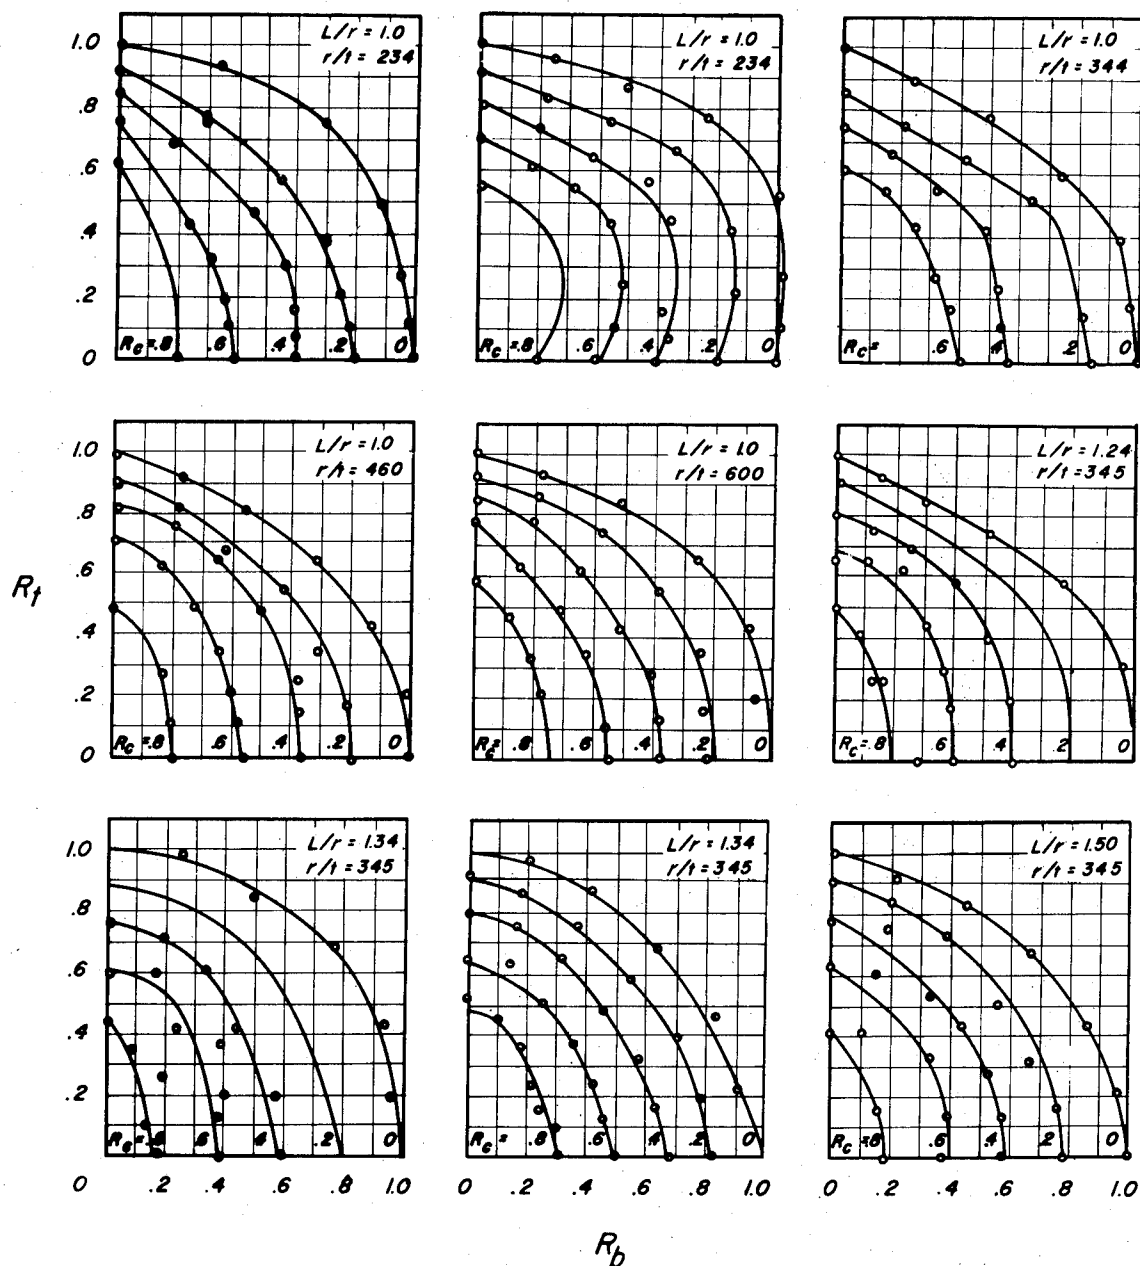 L/r = 1.0
r/t = 234
1.0
.8
.6
.4
.2
0
R_c = .8 .6 .4 .2 0
L/r = 1.0
r/t = 234
R_c = .8 .6 .4 .2 0
L/r = 1.0
r/t = 344
R_c = .6 .4 .2 0
R_t
L/r = 1.0
r/t = 460
1.0
.8
.6
.4
.2
0
R_c = .8 .6 .4 .2 0
L/r = 1.0
r/t = 600
R_c = .8 .6 .4 .2 0
L/r = 1.24
r/t = 345
R_c = .8 .6 .4 .2 0
L/r = 1.34
r/t = 345
1.0
.8
.6
.4
.2
R_c = .8 .6 .4 .2 0
0 .2 .4 .6 .8 1.0
L/r = 1.34
r/t = 345
R_c = .8 .6 .4 .2 0
0 .2 .4 .6 .8 1.0
L/r = 1.50
r/t = 345
R_c = .8 .6 .4 .2 0
0 .2 .4 .6 .8 1.0
R_b